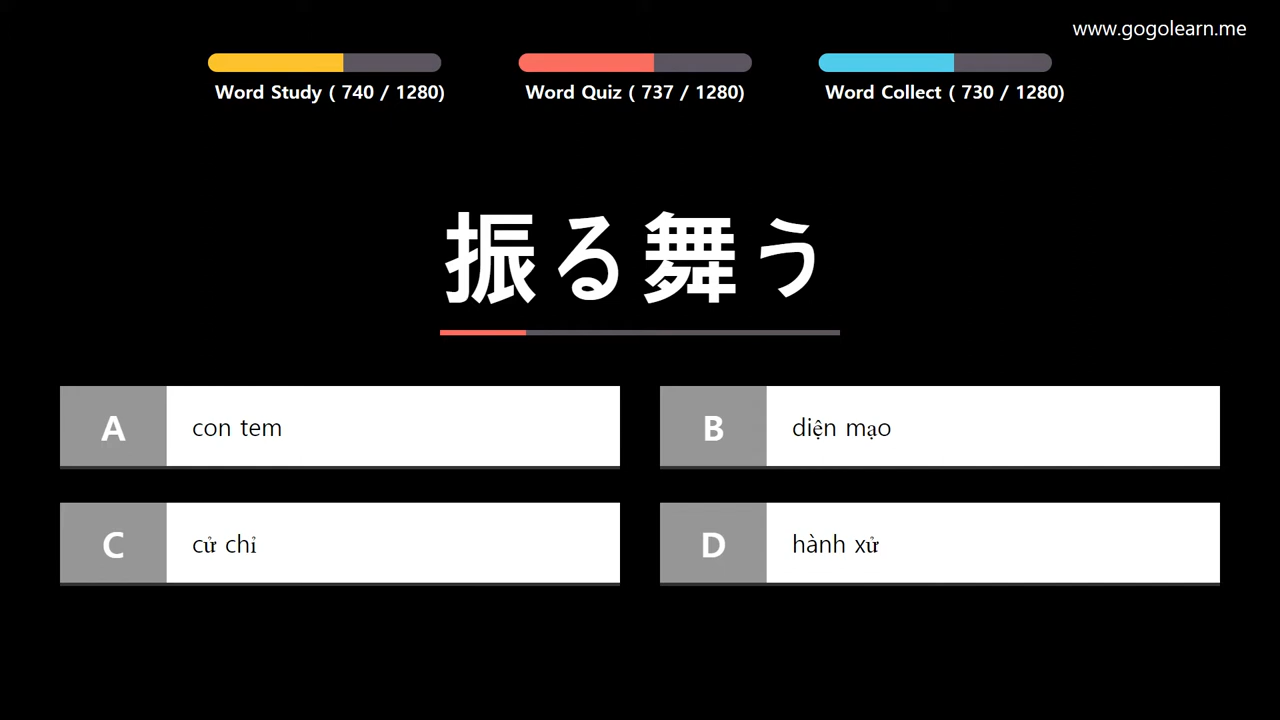 www.gogolearn.me
Word Study ( 740 / 1280)
Word Quiz ( 737 / 1280)
Word Collect ( 730 / 1280)
振る舞う
A
con tem
B
diện mạo
C
cử chỉ
D
hành xử